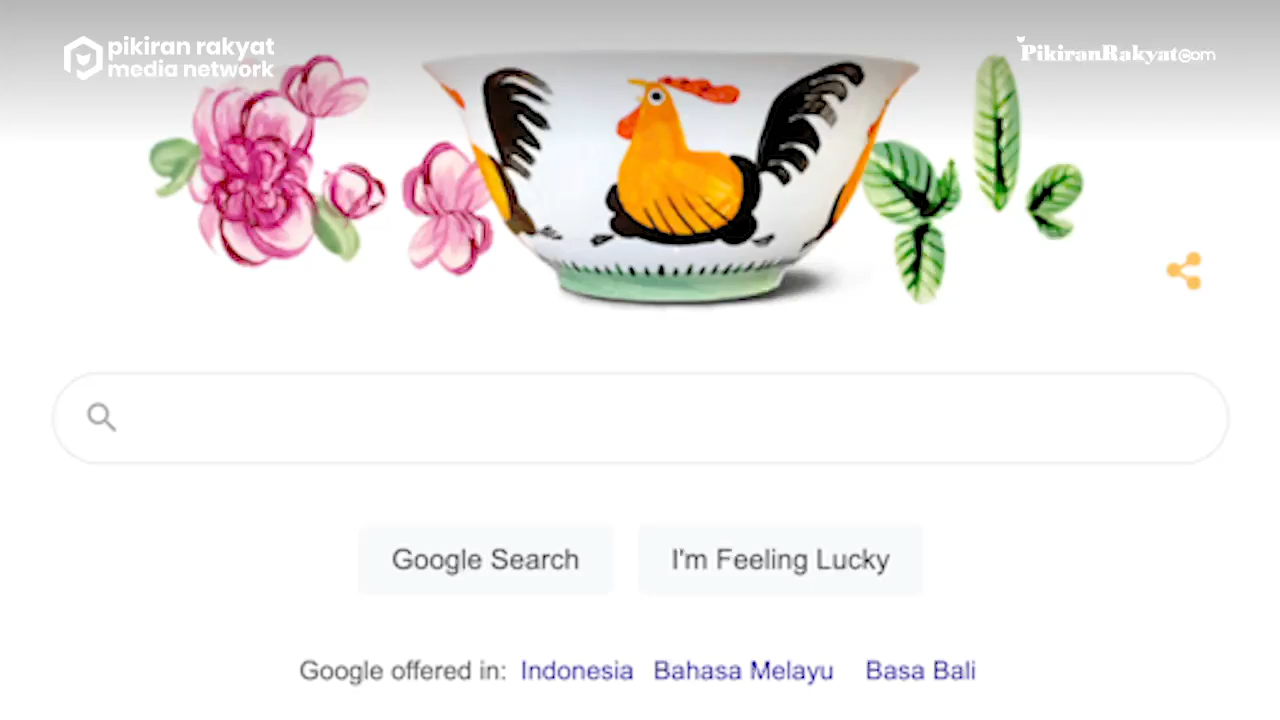 pikiran rakyat
media network
PikiranRakyat.com
Google Search
I'm Feeling Lucky
Google offered in: Indonesia Bahasa Melayu Basa Bali